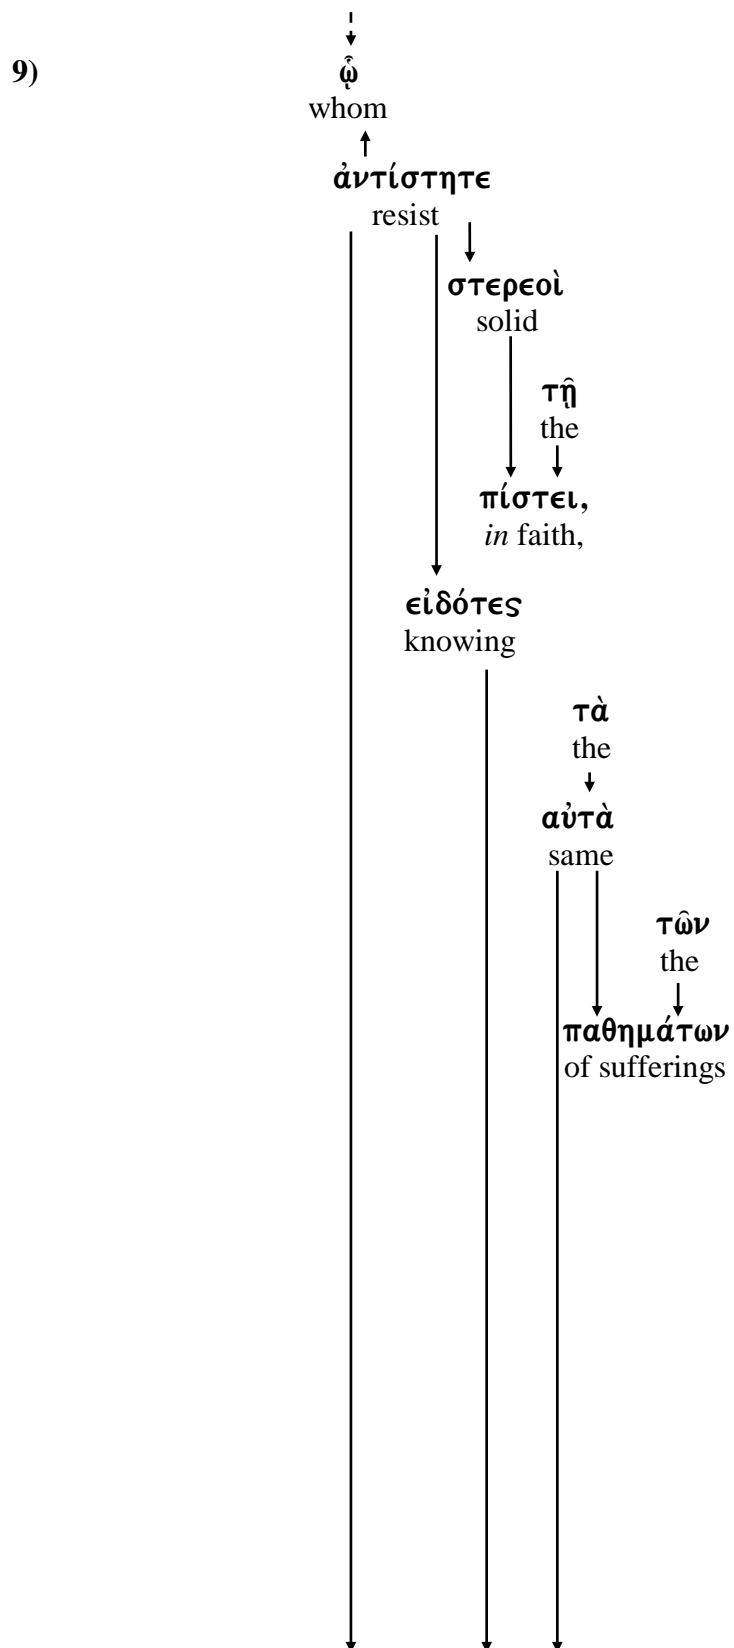 9)
ᾧ
whom
ἀντίστητε
resist
στερεοὶ
solid
τῇ
the
πίστει,
in faith,
εἰδότες
knowing
τὰ
the
αὐτὰ
same
τῶν
the
παθημάτων
of sufferings